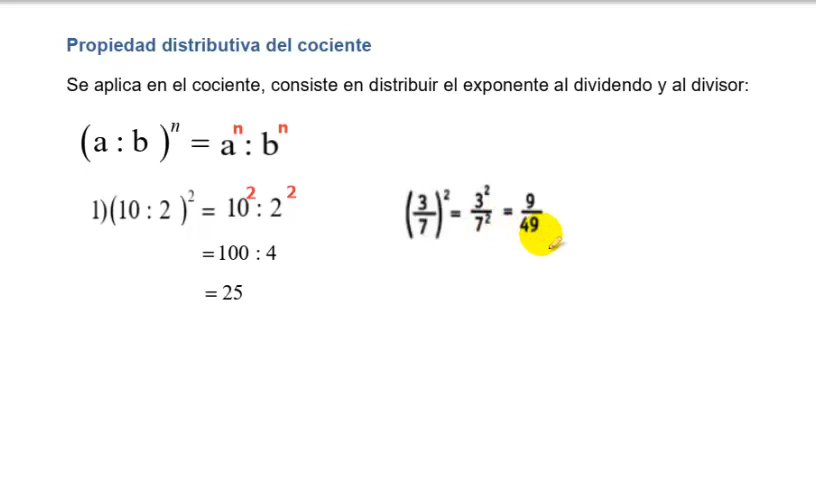 Propiedad distributiva del cociente
Se aplica en el cociente, consiste en distribuir el exponente al dividendo y al divisor:
(a : b)ⁿ = aⁿ : bⁿ
1)(10 : 2)² = 10² : 2²
= 100 : 4
= 25
(3/7)² = 3²/7² = 9/49